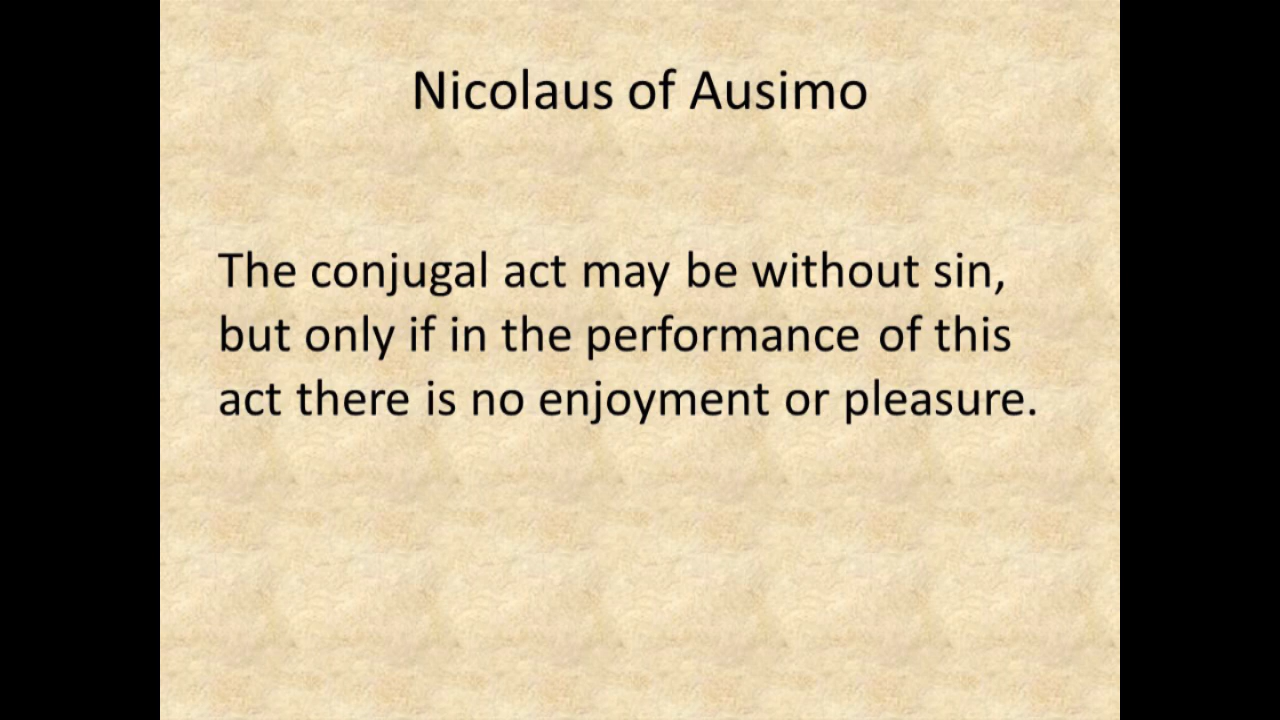 Nicolaus of Ausimo
The conjugal act may be without sin,
but only if in the performance of this
act there is no enjoyment or pleasure.